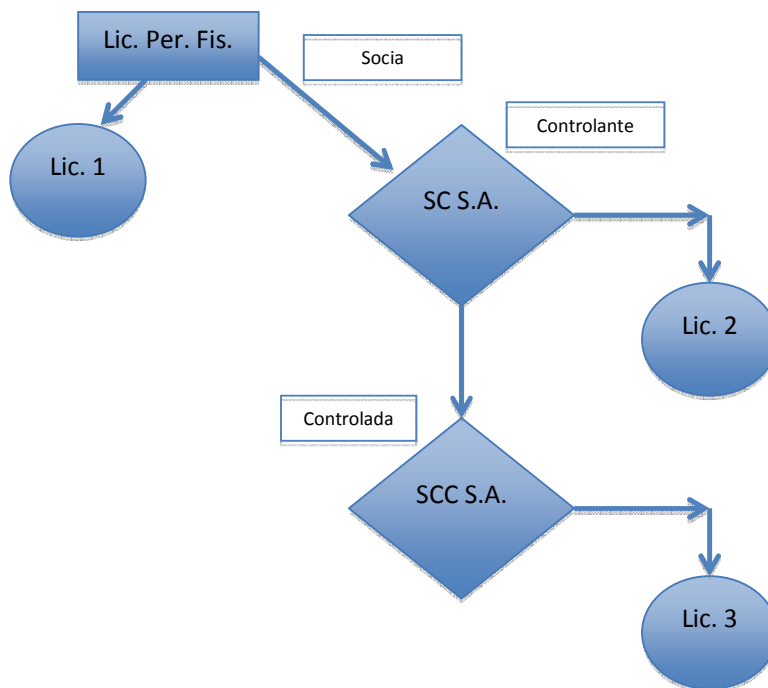 Lic. Per. Fis.
Socia
Controlante
Lic. 1
SC S.A.
Lic. 2
Controlada
SCC S.A.
Lic. 3